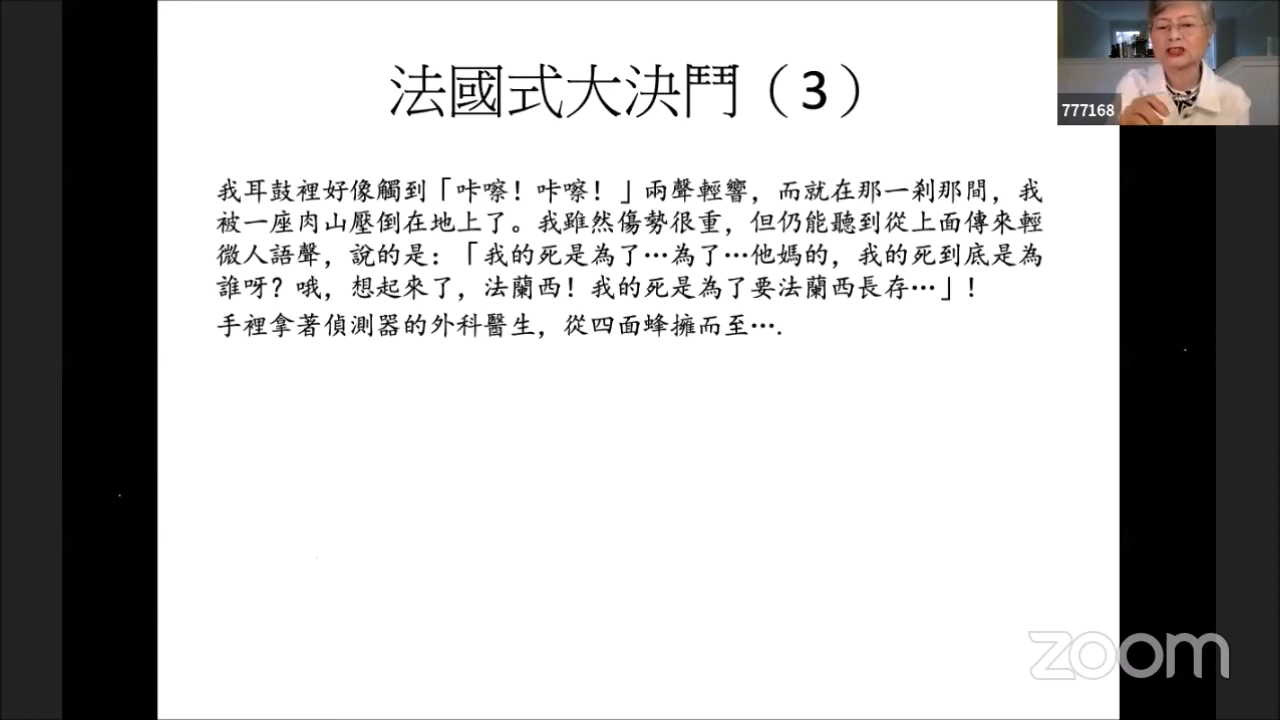 法國式大決鬥（3）
777168
我耳鼓裡好像觸到「咔嚓！咔嚓！」兩聲輕響，而就在那一剎那間，我
被一座肉山壓倒在地上了。我雖然傷勢很重，但仍能聽到從上面傳來輕
微人語聲，說的是：「我的死是為了…為了…他媽的，我的死到底是為
誰呀？哦，想起來了，法蘭西！我的死是為了要法蘭西長存…」！
手裡拿著偵測器的外科醫生，從四面蜂擁而至….
zoom